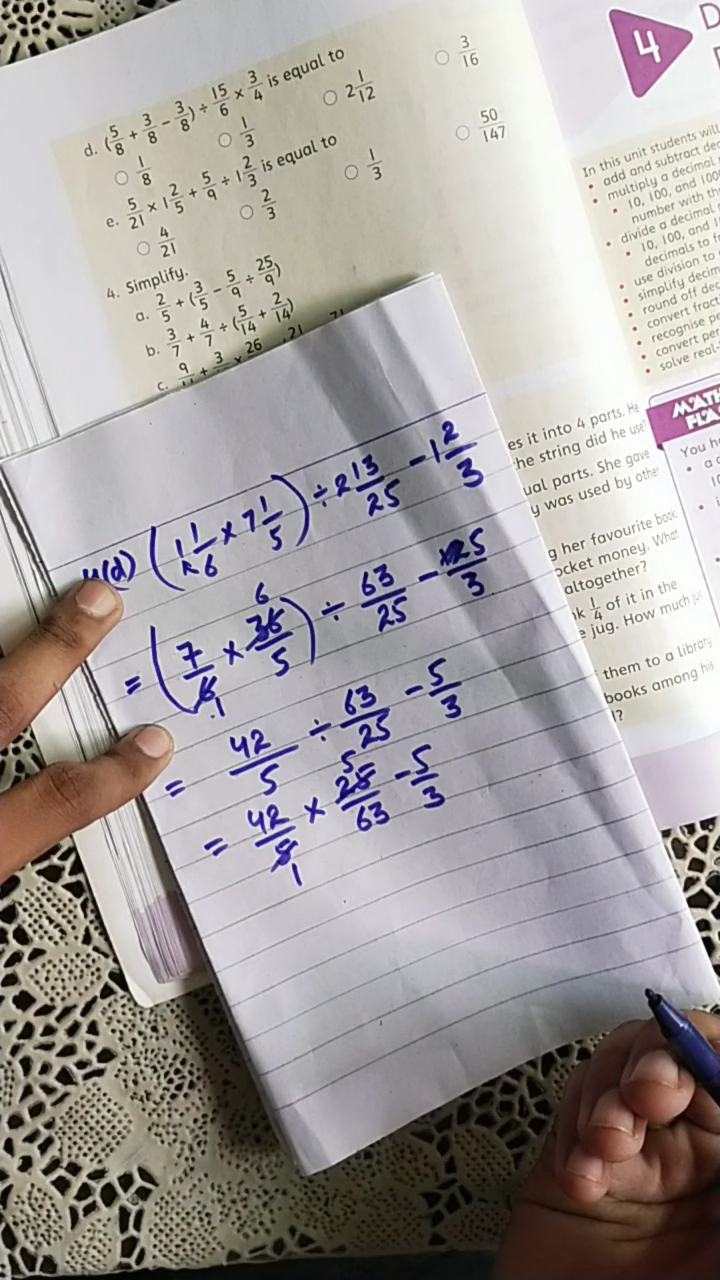 d. (5/8 + 3/8 − 3/8) ÷ 15/6 × 3/4 is equal to
1/8 1/3 2 1/12 3/16
e. 5/21 × 1 2/5 + 5/9 ÷ 1 2/3 is equal to
4/21 2/3 1/3 50/147
4. Simplify.
a. 2/5 + (3/5 − 5/9 ÷ 25/9)
b. 3/7 + 4/7 ÷ (5/14 + 2/14)
c.
4(d) (1 1/6 × 7 1/5) ÷ 2 13/25 − 1 2/3
= (7/6 × 36/5) ÷ 63/25 − 5/3
6
1
= 42/5 ÷ 63/25 − 5/3
= 42/5 × 25/63 − 5/3
5
1
4
In this unit students will
• add and subtract dec
• multiply a decimal
• 10, 100, and 100
number with th
• divide a decimal
• 10, 100, and 1
decimals to f
• use division to
• simplify decim
• round off dec
• convert fract
• recognise p
• convert per
• solve real-
MATH
FLA
You h
es it into 4 parts. He
he string did he use
ual parts. She gave
y was used by other
g her favourite book
ocket money. What
altogether?
nk 1/4 of it in the
e jug. How much
them to a library
books among his